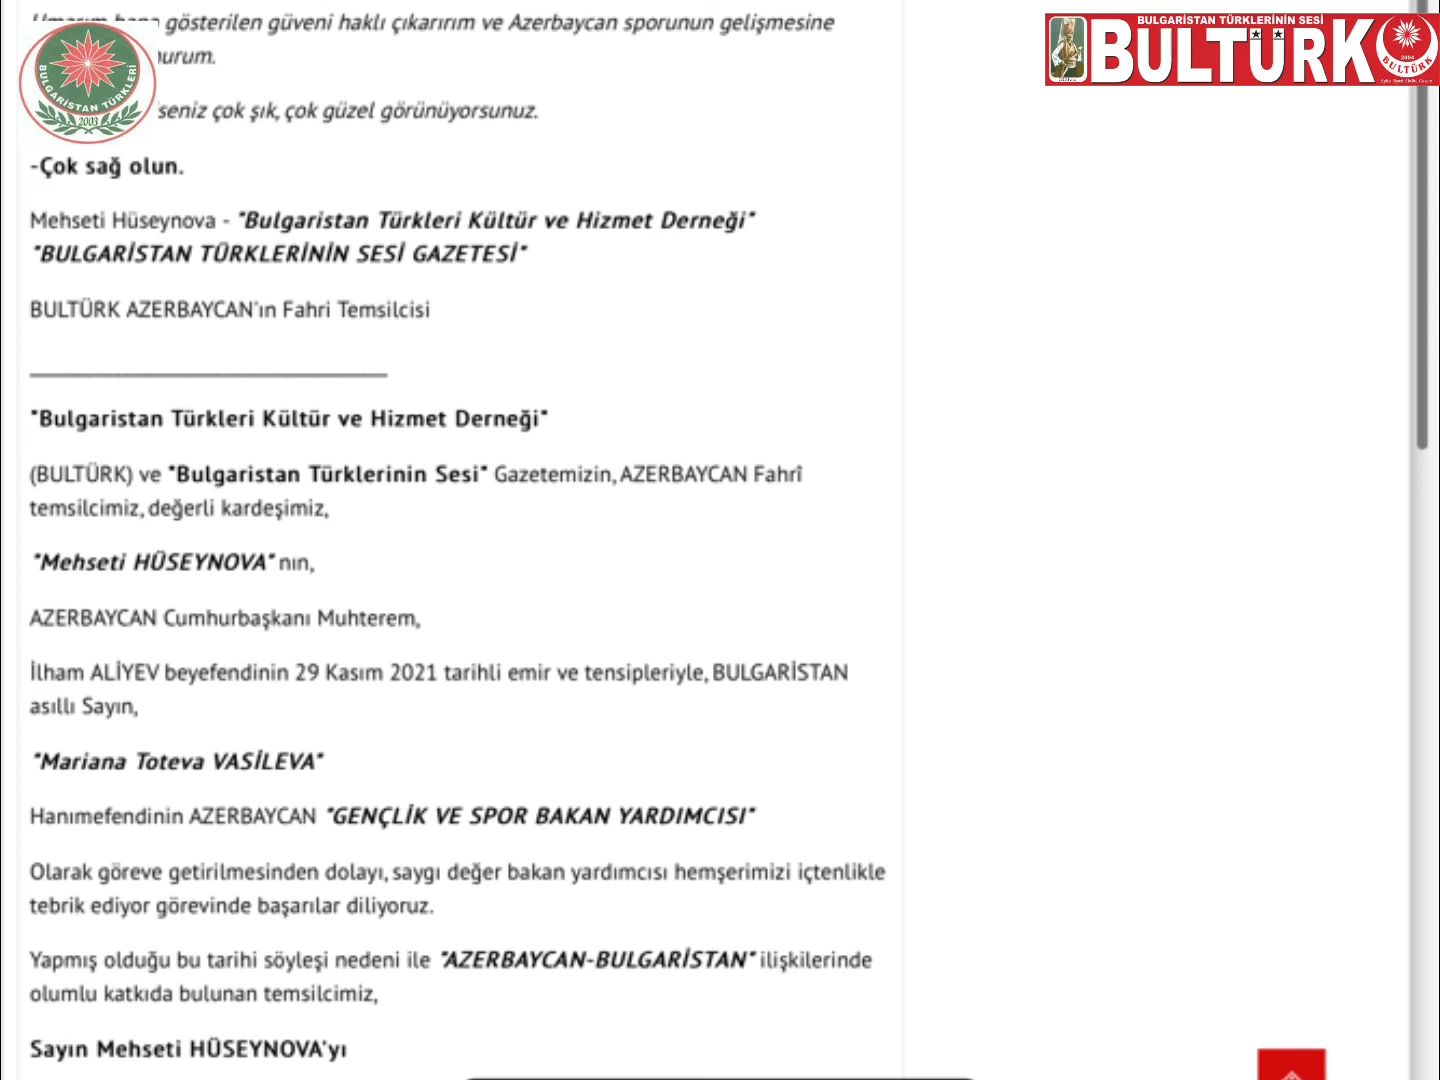 gösterilen güveni haklı çıkarırım ve Azerbaycan sporunun gelişmesine
seniz çok şık, çok güzel görünüyorsunuz.
-Çok sağ olun.
Mehseti Hüseynova - "Bulgaristan Türkleri Kültür ve Hizmet Derneği"
"BULGARİSTAN TÜRKLERİNİN SESİ GAZETESİ"
BULTÜRK AZERBAYCAN'ın Fahri Temsilcisi
"Bulgaristan Türkleri Kültür ve Hizmet Derneği"
(BULTÜRK) ve "Bulgaristan Türklerinin Sesi" Gazetemizin, AZERBAYCAN Fahrî
temsilcimiz, değerli kardeşimiz,
"Mehseti HÜSEYNOVA" nın,
AZERBAYCAN Cumhurbaşkanı Muhterem,
İlham ALİYEV beyefendinin 29 Kasım 2021 tarihli emir ve tensipleriyle, BULGARİSTAN
asıllı Sayın,
"Mariana Toteva VASİLEVA"
Hanımefendinin AZERBAYCAN "GENÇLİK VE SPOR BAKAN YARDIMCISI"
Olarak göreve getirilmesinden dolayı, saygı değer bakan yardımcısı hemşerimizi içtenlikle
tebrik ediyor görevinde başarılar diliyoruz.
Yapmış olduğu bu tarihi söyleşi nedeni ile "AZERBAYCAN-BULGARİSTAN" ilişkilerinde
olumlu katkıda bulunan temsilcimiz,
Sayın Mehseti HÜSEYNOVA'yı
BULGARİSTAN TÜRKLERİ
2003
BULGARİSTAN TÜRKLERİNİN SESİ
BULTÜRK
2004
BULTÜRK